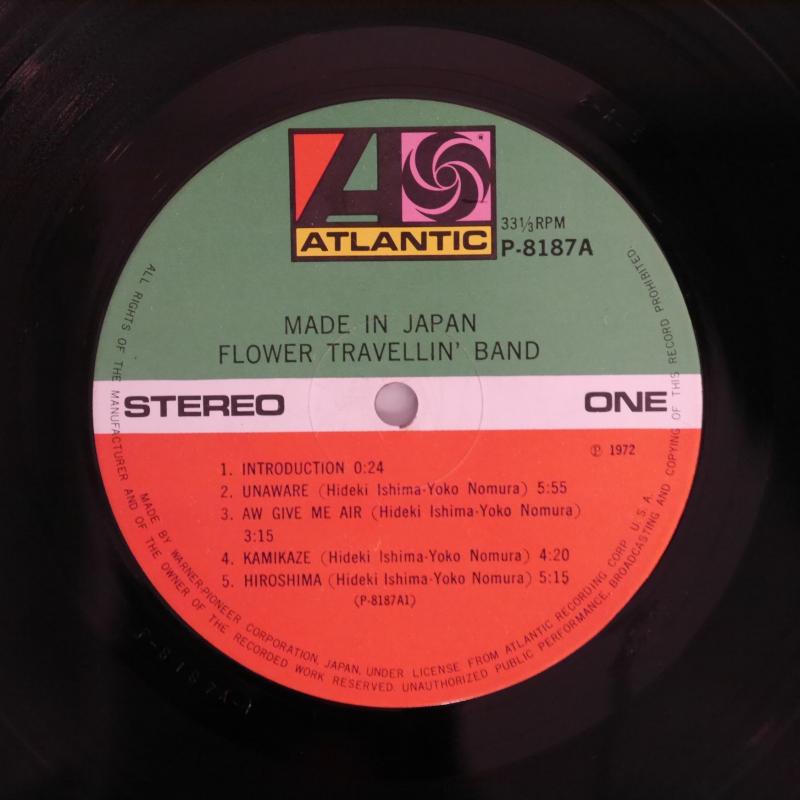 ATLANTIC
33⅓RPM
P-8187A
MADE IN JAPAN
FLOWER TRAVELLIN' BAND
STEREO
ONE
℗ 1972
1. INTRODUCTION 0:24
2. UNAWARE (Hideki Ishima-Yoko Nomura) 5:55
3. AW GIVE ME AIR (Hideki Ishima-Yoko Nomura)
3:15
4. KAMIKAZE (Hideki Ishima-Yoko Nomura) 4:20
5. HIROSHIMA (Hideki Ishima-Yoko Nomura) 5:15
(P-8187A1)
MADE BY WARNER-PIONEER CORPORATION, JAPAN, UNDER LICENSE FROM ATLANTIC RECORDING CORP. U.S.A.
ALL RIGHTS OF THE MANUFACTURER AND OF THE OWNER OF THE RECORDED WORK RESERVED. UNAUTHORIZED PUBLIC PERFORMANCE, BROADCASTING AND COPYING OF THIS RECORD PROHIBITED.
P-8187A-1